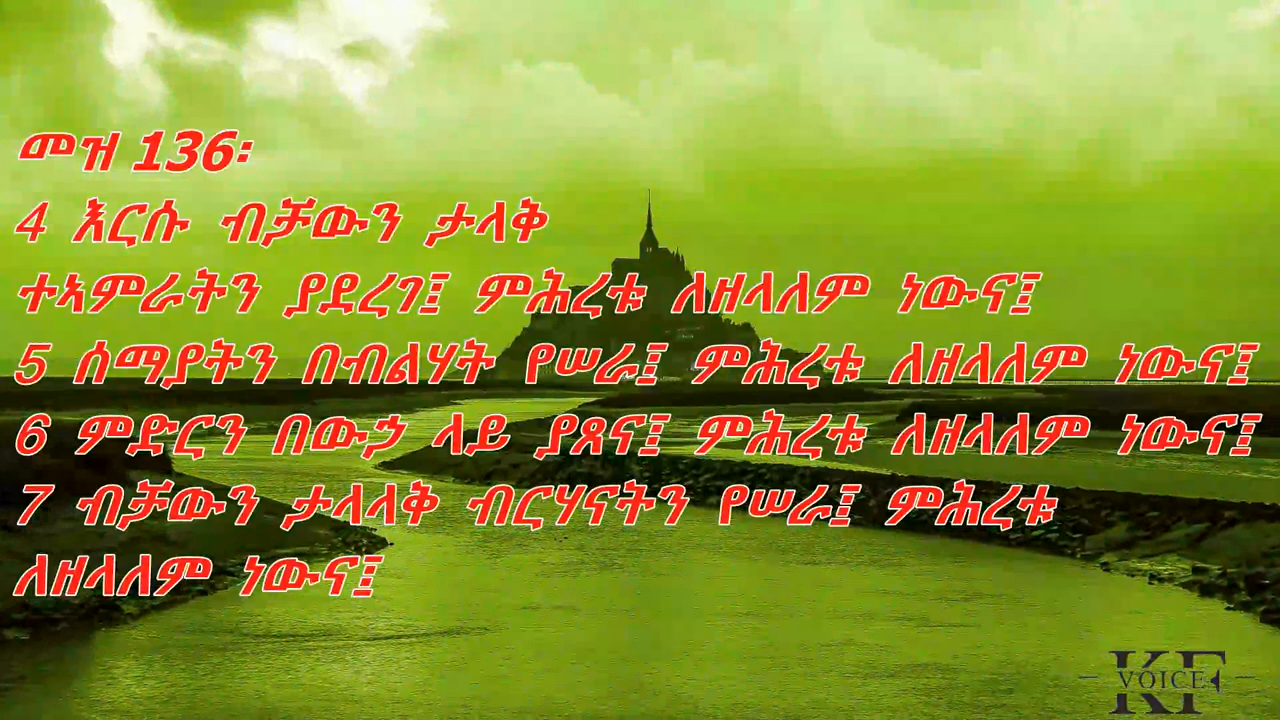 መዝ 136፡
4 እርሱ ብቻውን ታላቅ
ተኣምራትን ያደረገ፤ ምሕረቱ ለዘላለም ነውና፤
5 ሰማያትን በብልሃት የሠራ፤ ምሕረቱ ለዘላለም ነውና፤
6 ምድርን በውኃ ላይ ያጸና፤ ምሕረቱ ለዘላለም ነውና፤
7 ብቻውን ታላላቅ ብርሃናትን የሠራ፤ ምሕረቱ
ለዘላለም ነውና፤
KF
VOICE